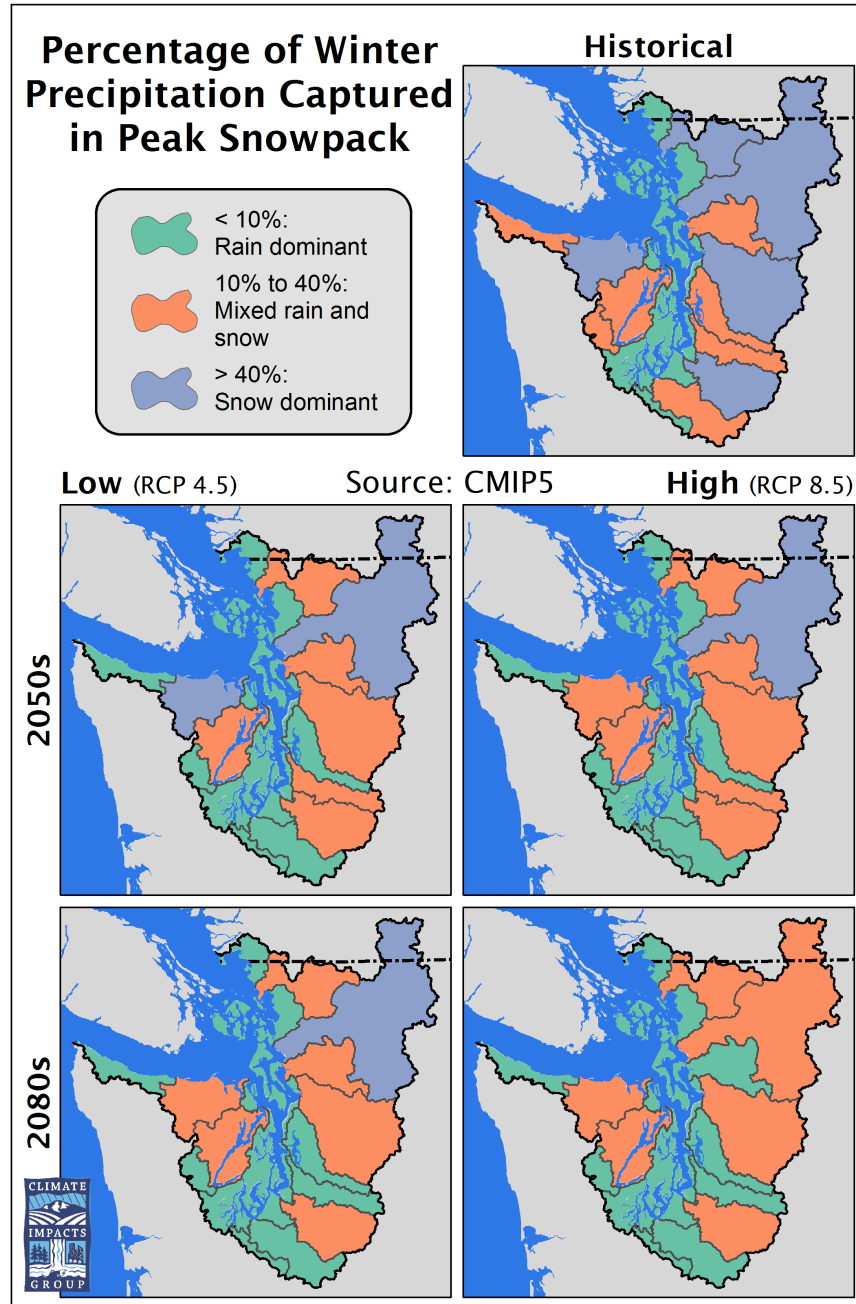 Percentage of Winter
Precipitation Captured
in Peak Snowpack
Historical
< 10%:
Rain dominant
10% to 40%:
Mixed rain and
snow
> 40%:
Snow dominant
Low (RCP 4.5)
Source: CMIP5
High (RCP 8.5)
2050s
2080s
CLIMATE
IMPACTS
GROUP